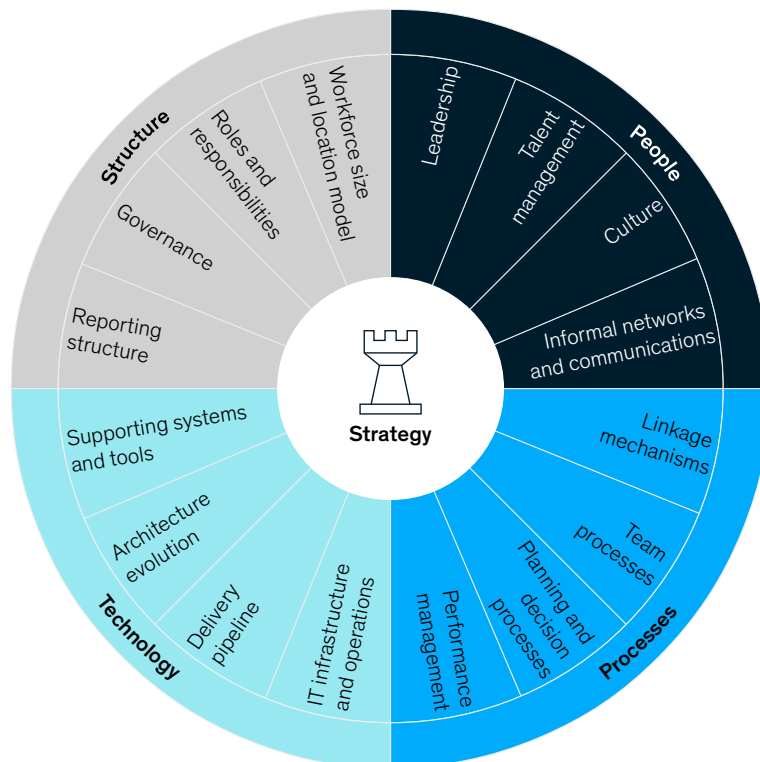 Structure
Reporting
structure
Governance
Roles and
responsibilities
Workforce size
and location model
People
Leadership
Talent
management
Culture
Informal networks
and communications
Processes
Linkage
mechanisms
Team
processes
Planning and
decision
processes
Performance
management
Technology
IT infrastructure
and operations
Delivery
pipeline
Architecture
evolution
Supporting systems
and tools
Strategy